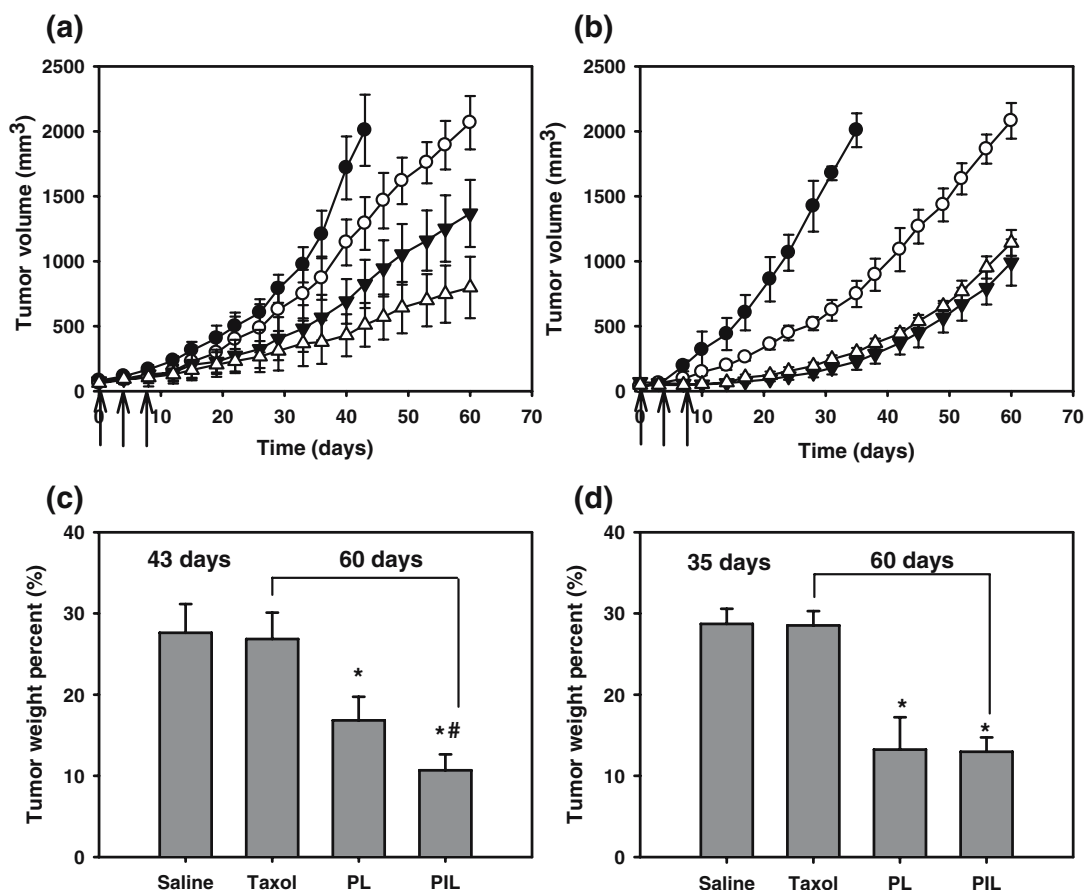 (a)
2500
2000
1500
1000
500
0
Tumor volume (mm³)
0 10 20 30 40 50 60 70
Time (days)
(b)
2500
2000
1500
1000
500
0
Tumor volume (mm³)
0 10 20 30 40 50 60 70
Time (days)
(c)
40
30
20
10
0
Tumor weight percent (%)
43 days
60 days
*
*#
Saline Taxol PL PIL
(d)
40
30
20
10
0
Tumor weight percent (%)
35 days
60 days
*
*
Saline Taxol PL PIL